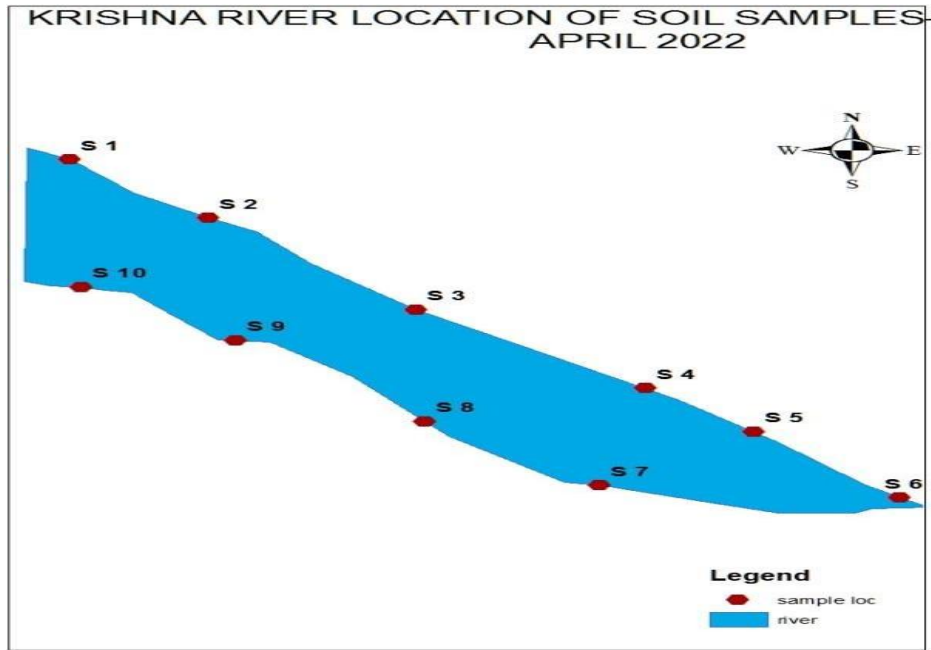 KRISHNA RIVER LOCATION OF SOIL SAMPLES-
APRIL 2022
N
W E
S
S 1
S 2
S 10
S 3
S 9
S 4
S 8
S 5
S 7
S 6
Legend
sample loc
river